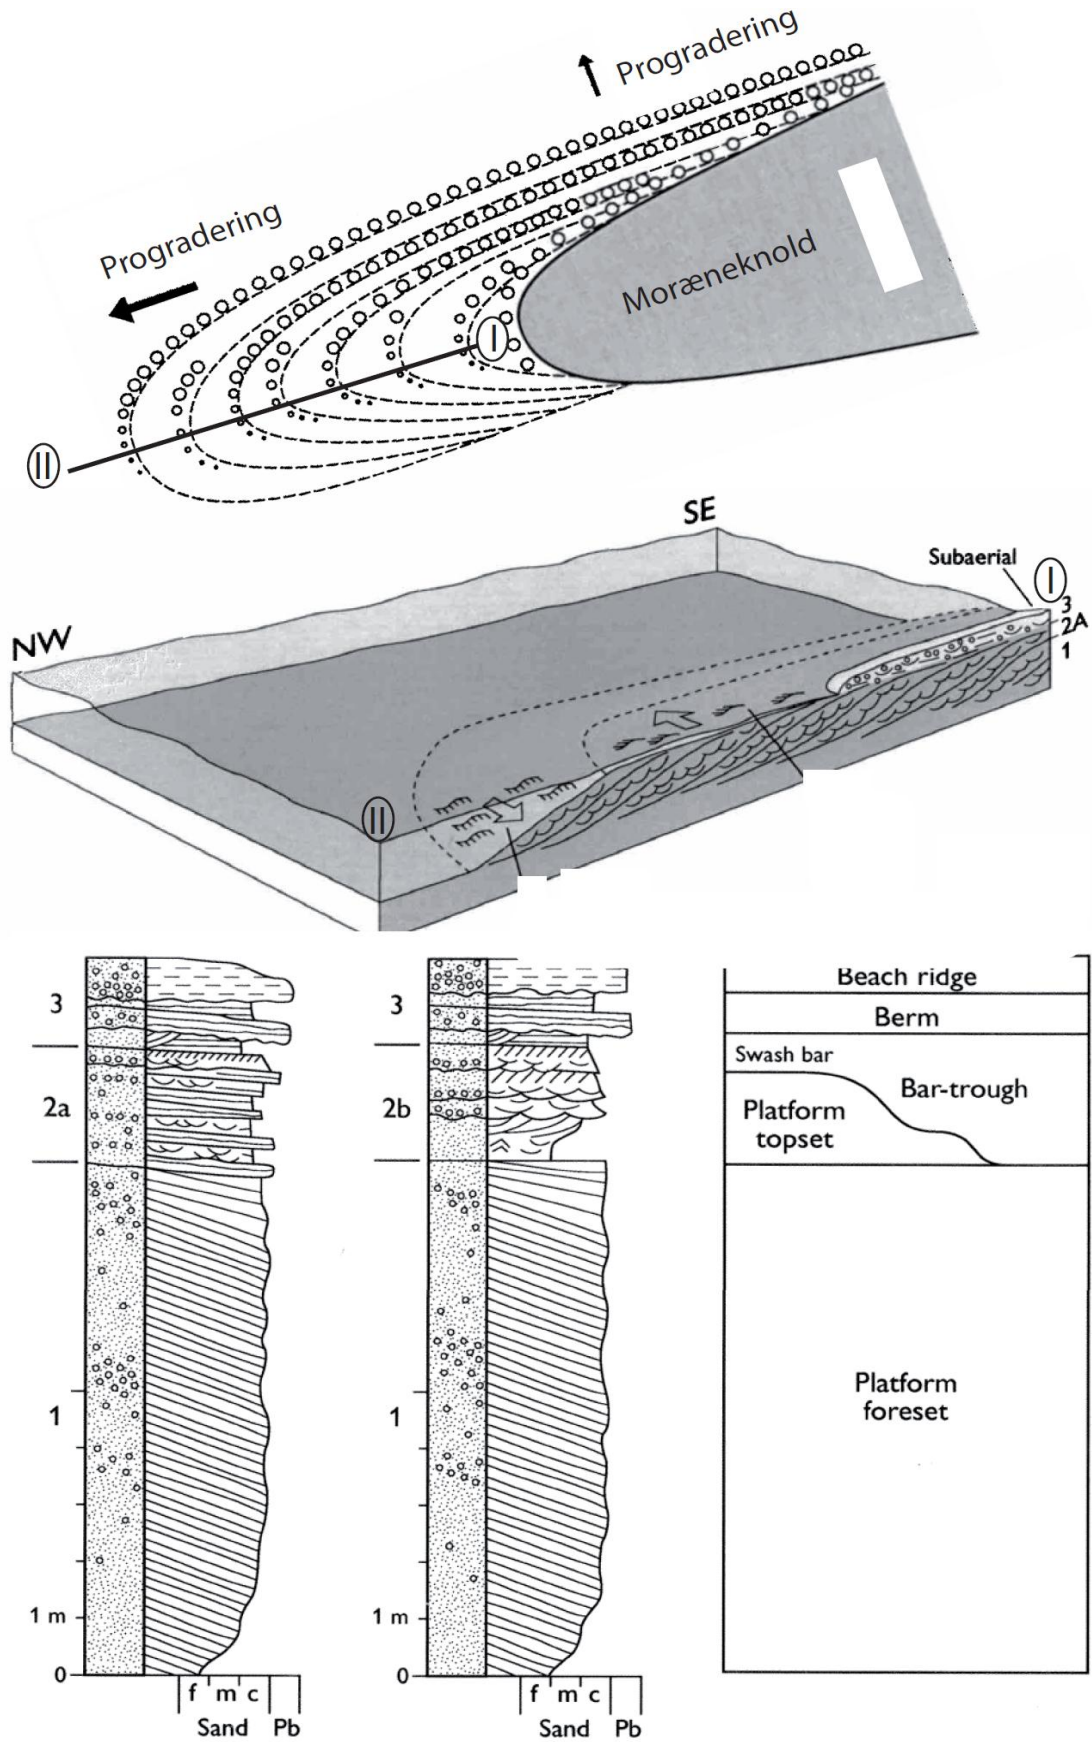 Progradering
Progradering
Moræneknold
I
II
SE
Subaerial
I
3
2A
1
NW
II
3
2a
1
1 m
0
f m c
Sand Pb
3
2b
1
1 m
0
f m c
Sand Pb
Beach ridge
Berm
Swash bar
Bar-trough
Platform
topset
Platform
foreset